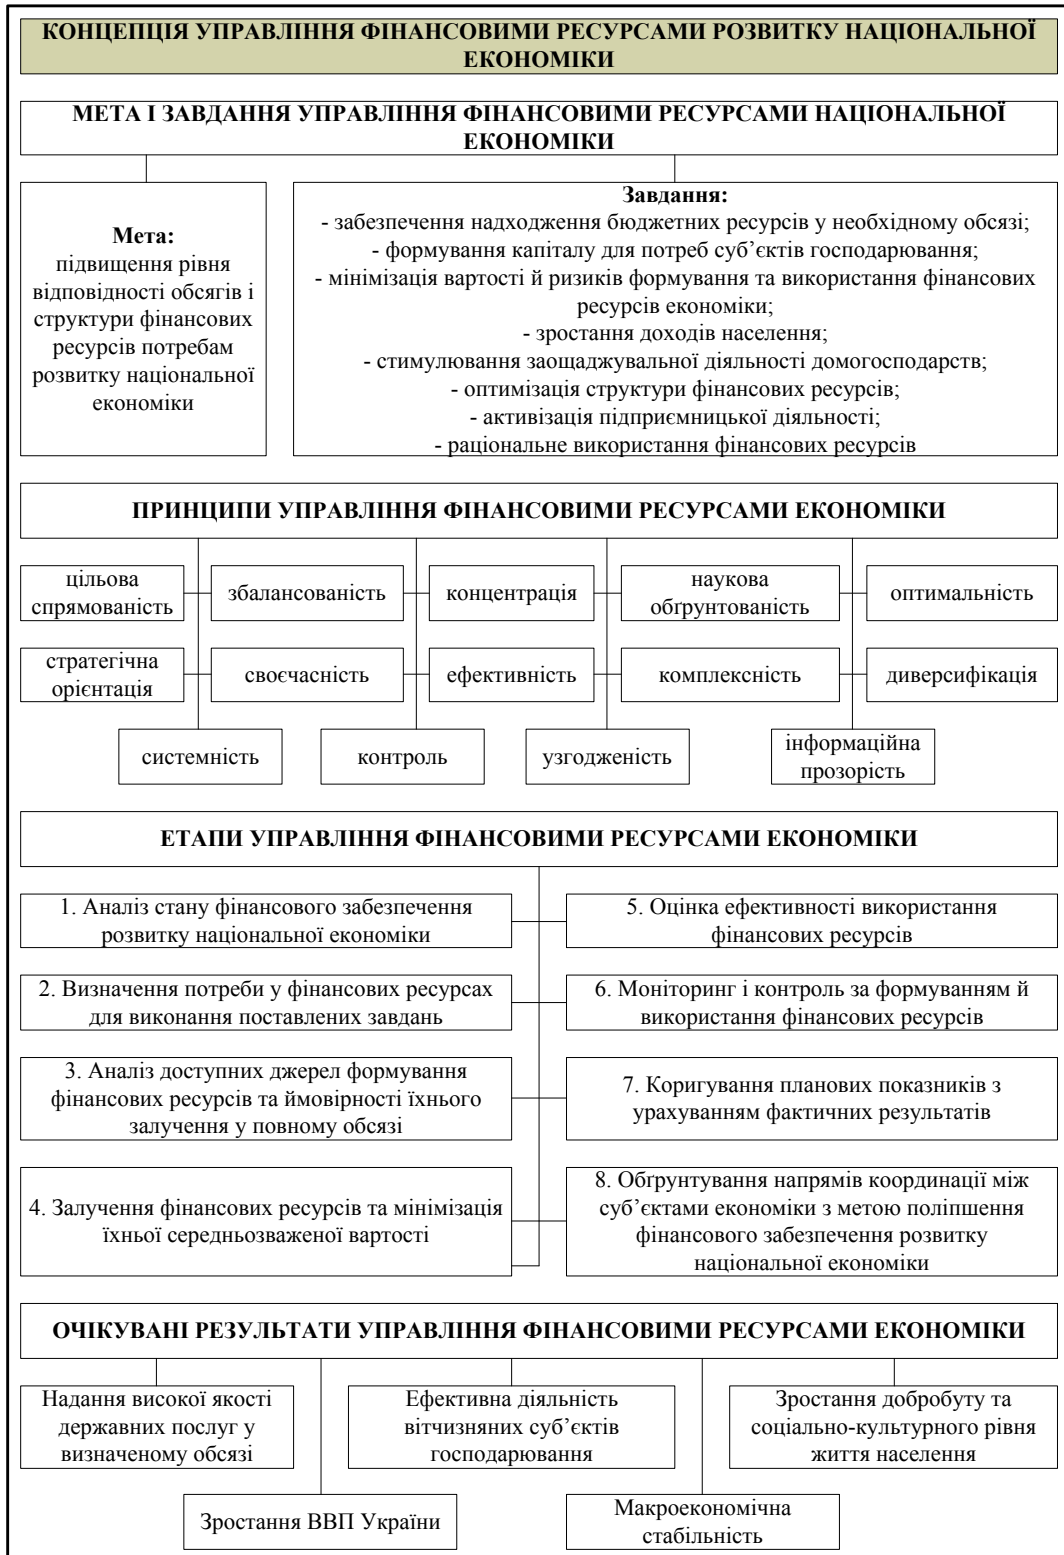 КОНЦЕПЦІЯ УПРАВЛІННЯ ФІНАНСОВИМИ РЕСУРСАМИ РОЗВИТКУ НАЦІОНАЛЬНОЇ
ЕКОНОМІКИ
МЕТА І ЗАВДАННЯ УПРАВЛІННЯ ФІНАНСОВИМИ РЕСУРСАМИ НАЦІОНАЛЬНОЇ
ЕКОНОМІКИ
Мета:
підвищення рівня
відповідності обсягів і
структури фінансових
ресурсів потребам
розвитку національної
економіки
Завдання:
- забезпечення надходження бюджетних ресурсів у необхідному обсязі;
- формування капіталу для потреб суб’єктів господарювання;
- мінімізація вартості й ризиків формування та використання фінансових
ресурсів економіки;
- зростання доходів населення;
- стимулювання заощаджувальної діяльності домогосподарств;
- оптимізація структури фінансових ресурсів;
- активізація підприємницької діяльності;
- раціональне використання фінансових ресурсів
ПРИНЦИПИ УПРАВЛІННЯ ФІНАНСОВИМИ РЕСУРСАМИ ЕКОНОМІКИ
цільова
спрямованість
збалансованість
концентрація
наукова
обґрунтованість
оптимальність
стратегічна
орієнтація
своєчасність
ефективність
комплексність
диверсифікація
системність
контроль
узгодженість
інформаційна
прозорість
ЕТАПИ УПРАВЛІННЯ ФІНАНСОВИМИ РЕСУРСАМИ ЕКОНОМІКИ
1. Аналіз стану фінансового забезпечення
розвитку національної економіки
2. Визначення потреби у фінансових ресурсах
для виконання поставлених завдань
3. Аналіз доступних джерел формування
фінансових ресурсів та ймовірності їхнього
залучення у повному обсязі
4. Залучення фінансових ресурсів та мінімізація
їхньої середньозваженої вартості
5. Оцінка ефективності використання
фінансових ресурсів
6. Моніторинг і контроль за формуванням й
використання фінансових ресурсів
7. Коригування планових показників з
урахуванням фактичних результатів
8. Обґрунтування напрямів координації між
суб’єктами економіки з метою поліпшення
фінансового забезпечення розвитку
національної економіки
ОЧІКУВАНІ РЕЗУЛЬТАТИ УПРАВЛІННЯ ФІНАНСОВИМИ РЕСУРСАМИ ЕКОНОМІКИ
Надання високої якості
державних послуг у
визначеному обсязі
Ефективна діяльність
вітчизняних суб’єктів
господарювання
Зростання добробуту та
соціально-культурного рівня
життя населення
Зростання ВВП України
Макроекономічна
стабільність